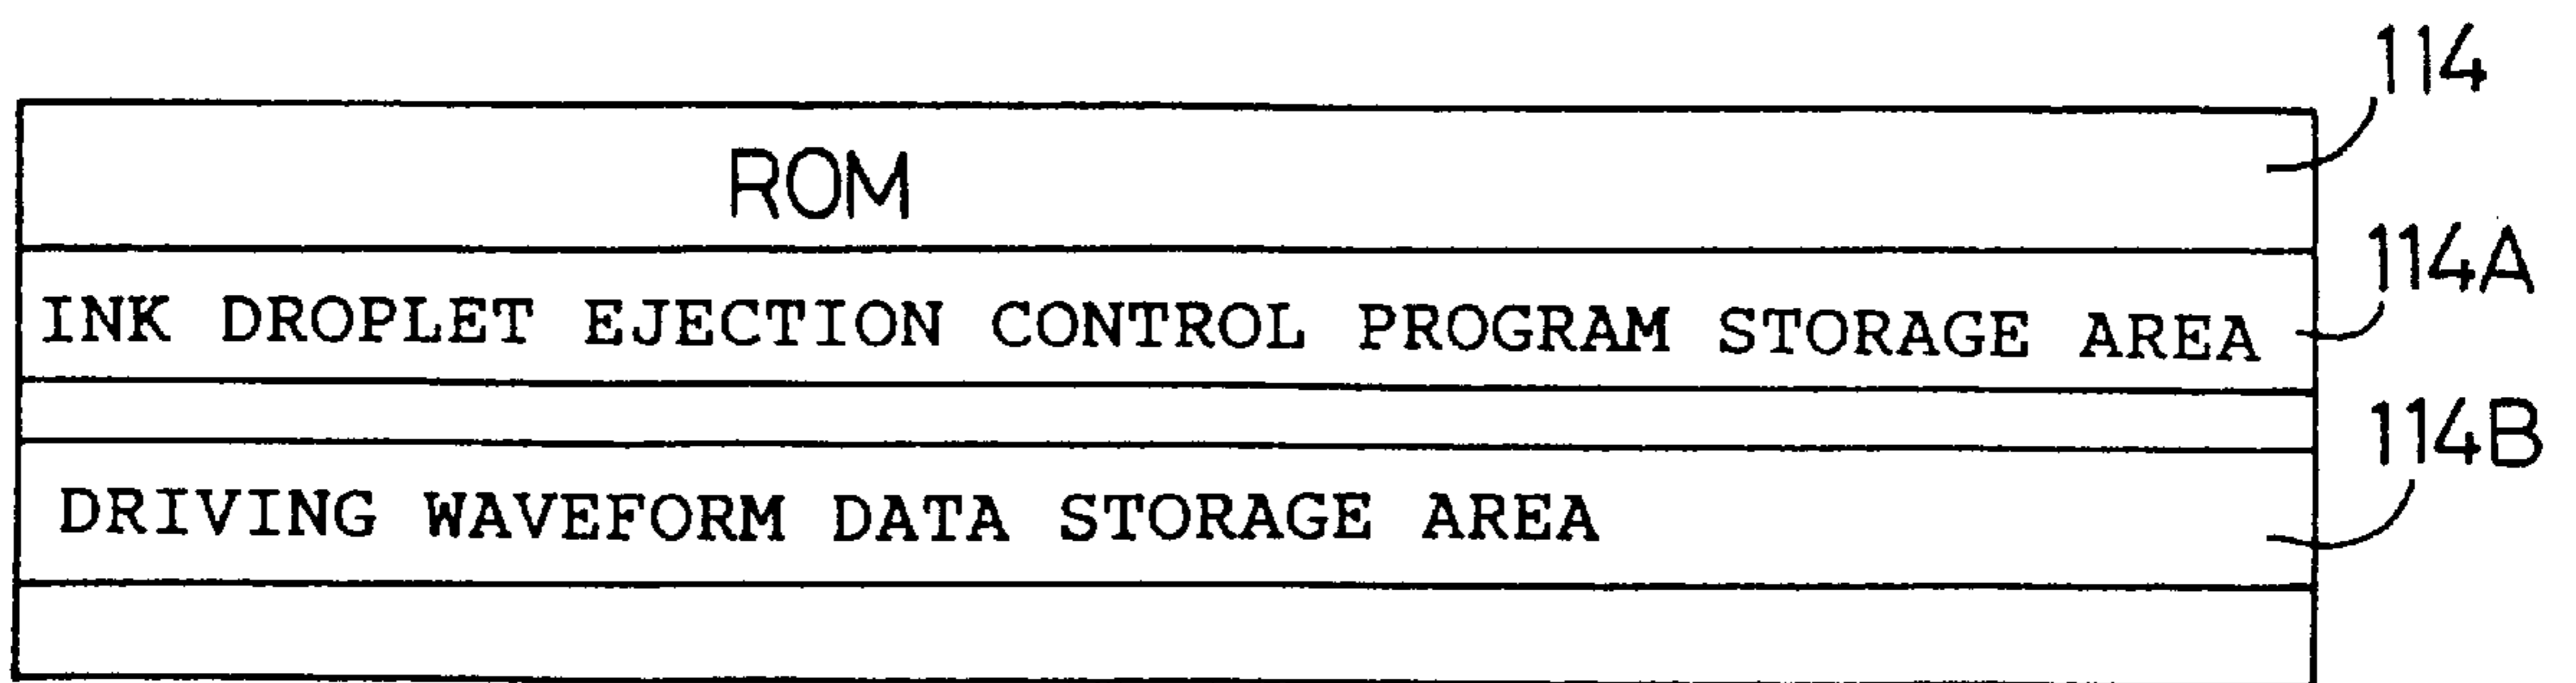 114
ROM
114A
INK DROPLET EJECTION CONTROL PROGRAM STORAGE AREA
114B
DRIVING WAVEFORM DATA STORAGE AREA